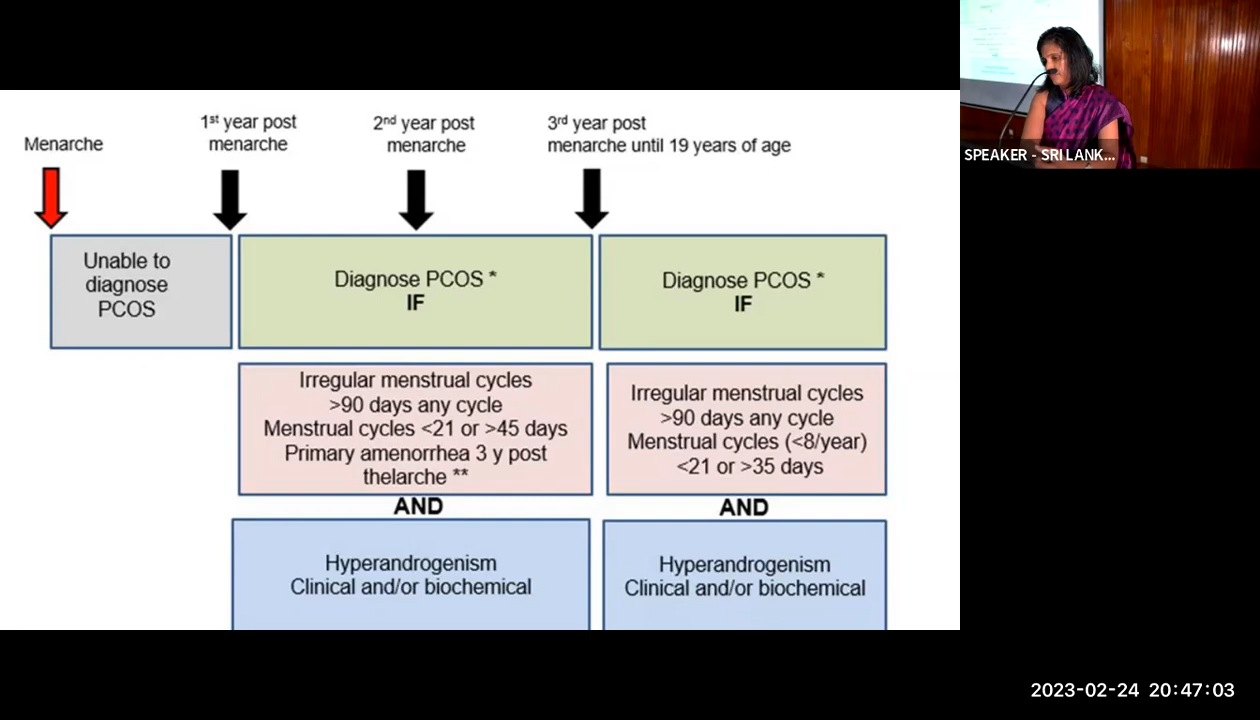 Menarche
1st year post
menarche
2nd year post
menarche
3rd year post
menarche until 19 years of age
Unable to
diagnose
PCOS
Diagnose PCOS *
IF
Diagnose PCOS *
IF
Irregular menstrual cycles
>90 days any cycle
Menstrual cycles <21 or >45 days
Primary amenorrhea 3 y post
thelarche **
Irregular menstrual cycles
>90 days any cycle
Menstrual cycles (<8/year)
<21 or >35 days
AND
AND
Hyperandrogenism
Clinical and/or biochemical
Hyperandrogenism
Clinical and/or biochemical
SPEAKER - SRI LANK...
2023-02-24 20:47:03